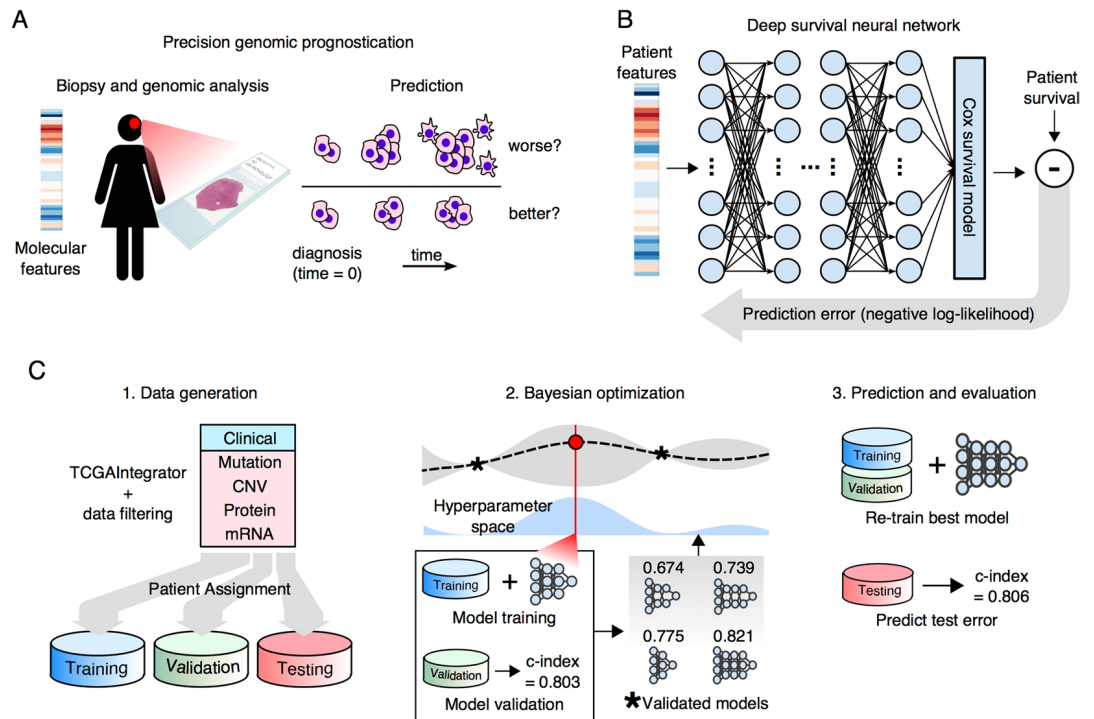 A
Precision genomic prognostication
Biopsy and genomic analysis
Prediction
worse?
better?
Molecular
features
diagnosis
(time = 0)
time
B
Deep survival neural network
Patient
features
Cox survival model
Patient
survival
-
Prediction error (negative log-likelihood)
C
1. Data generation
TCGAIntegrator
+
data filtering
Clinical
Mutation
CNV
Protein
mRNA
Patient Assignment
Training
Validation
Testing
2. Bayesian optimization
*
*
Hyperparameter
space
Training
+
Model training
Validation
c-index
= 0.803
Model validation
0.674
0.739
0.775
0.821
*Validated models
3. Prediction and evaluation
Training
Validation
+
Re-train best model
Testing
c-index
= 0.806
Predict test error